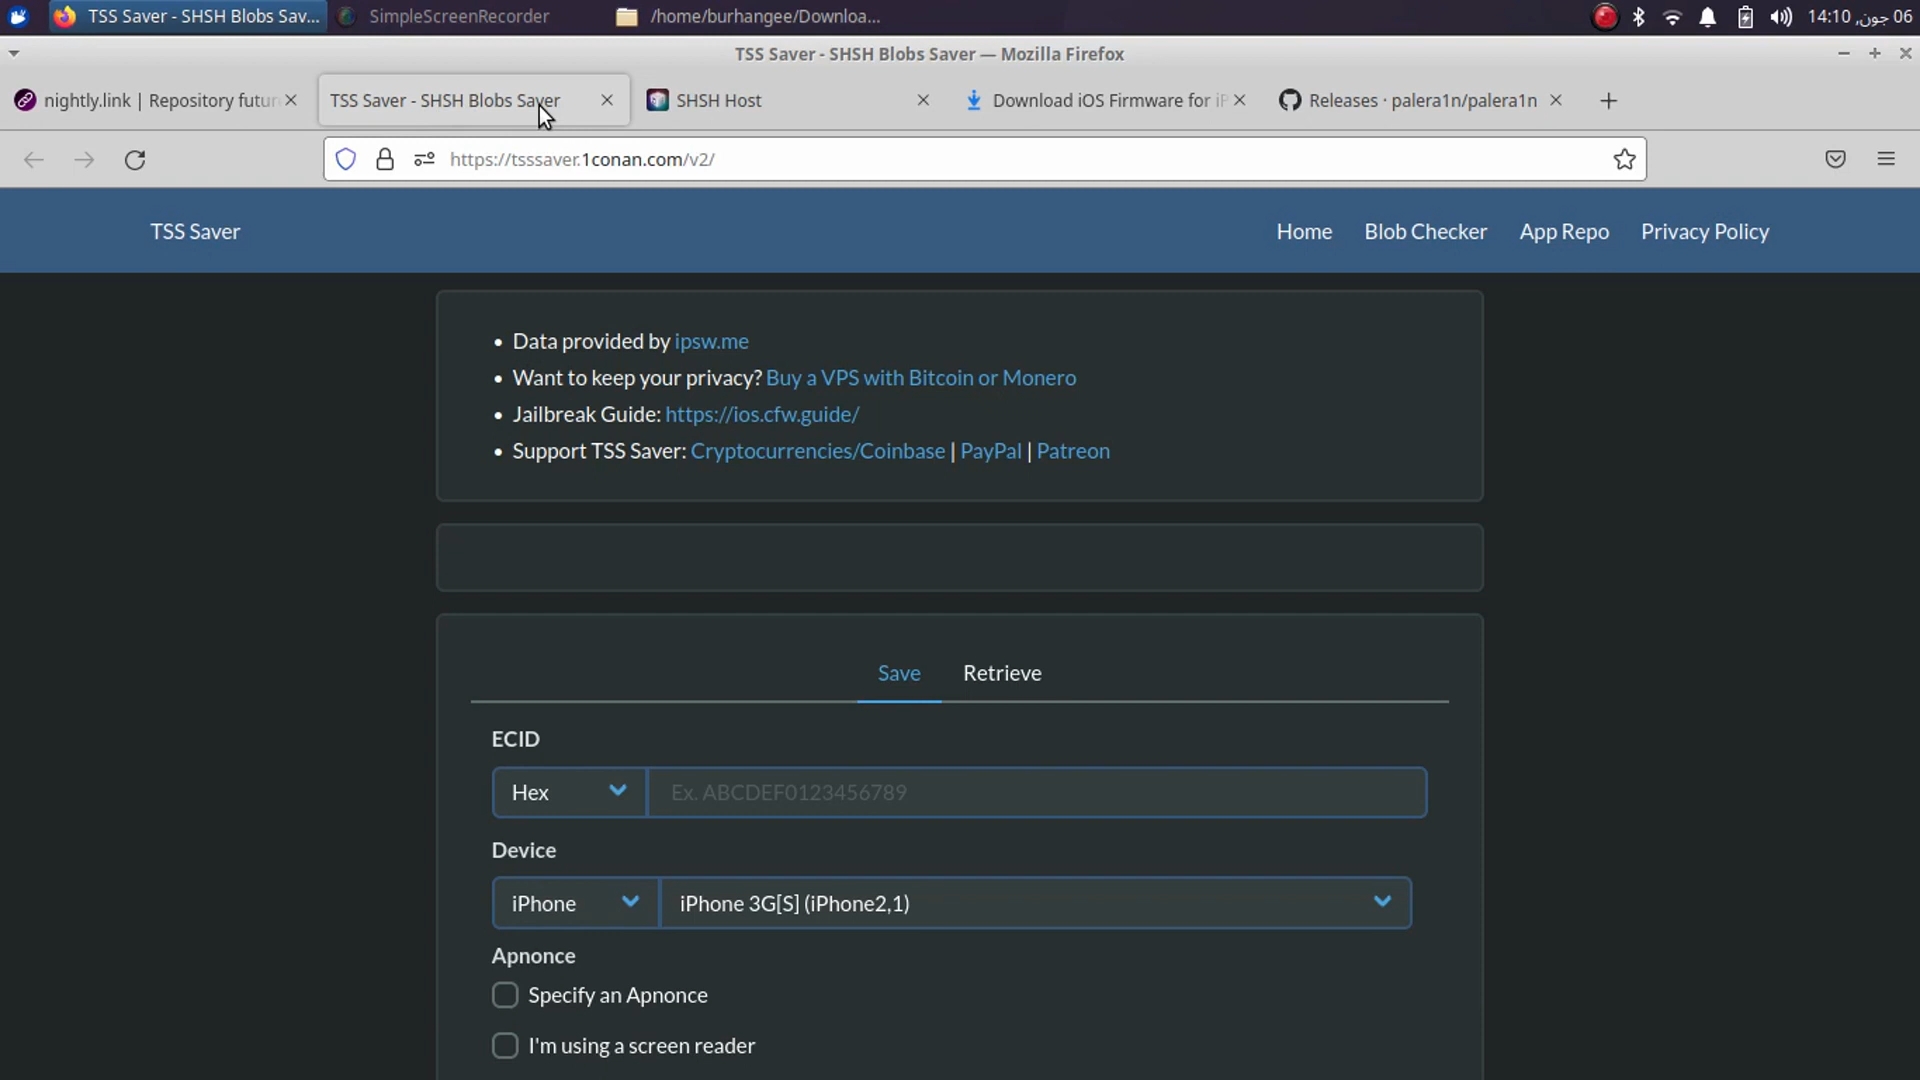 TSS Saver - SHSH Blobs Sav...
SimpleScreenRecorder
/home/burhangee/Downloa...
14:10 ,جون 06
TSS Saver - SHSH Blobs Saver — Mozilla Firefox
nightly.link | Repository futur
TSS Saver - SHSH Blobs Saver
SHSH Host
Download iOS Firmware for iP
Releases · palera1n/palera1n
https://tsssaver.1conan.com/v2/
TSS Saver
Home
Blob Checker
App Repo
Privacy Policy
• Data provided by ipsw.me
• Want to keep your privacy? Buy a VPS with Bitcoin or Monero
• Jailbreak Guide: https://ios.cfw.guide/
• Support TSS Saver: Cryptocurrencies/Coinbase | PayPal | Patreon
Save
Retrieve
ECID
Hex
Ex. ABCDEF0123456789
Device
iPhone
iPhone 3G[S] (iPhone2,1)
Apnonce
Specify an Apnonce
I'm using a screen reader